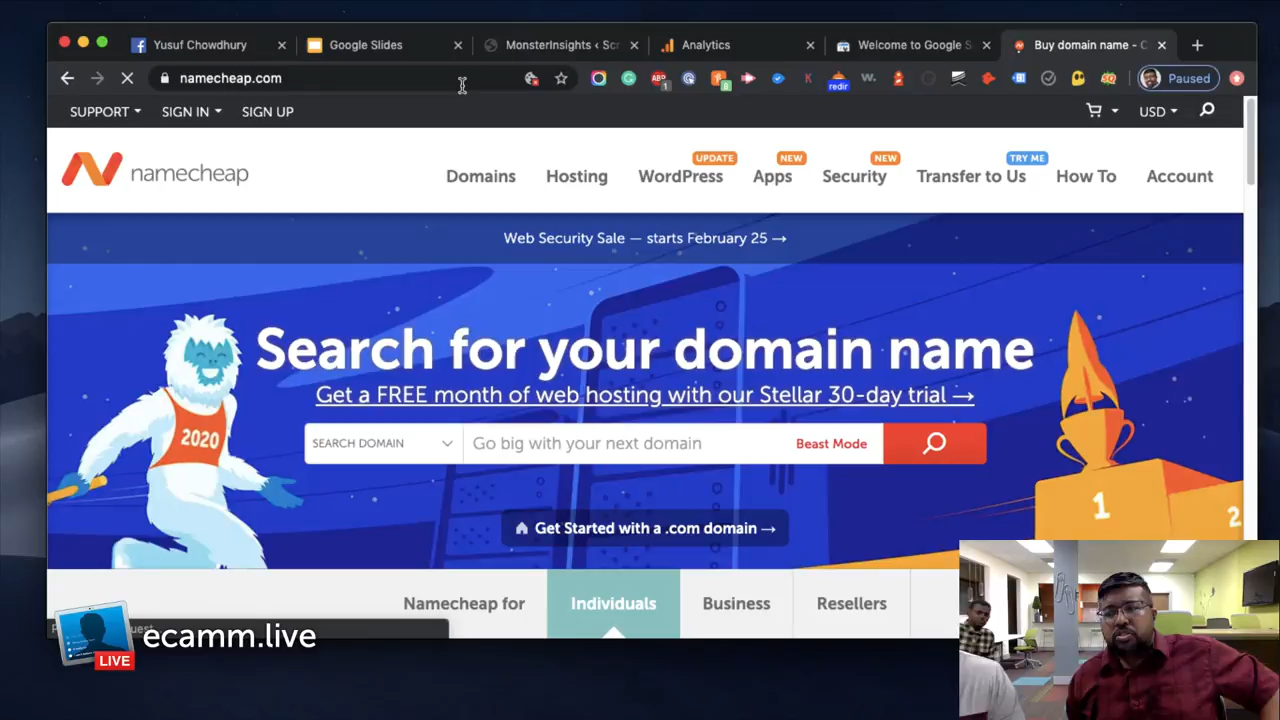 Yusuf Chowdhury
Google Slides
MonsterInsights ‹ Scr
Analytics
Welcome to Google S
Buy domain name - C
namecheap.com
ABP
1
8
K
redir
w.
Paused
SUPPORT
SIGN IN
SIGN UP
USD
namecheap
Domains
Hosting
UPDATE
WordPress
NEW
Apps
NEW
Security
TRY ME
Transfer to Us
How To
Account
Web Security Sale — starts February 25 →
Search for your domain name
Get a FREE month of web hosting with our Stellar 30-day trial →
2020
SEARCH DOMAIN
Go big with your next domain
Beast Mode
Get Started with a .com domain →
1
2
Namecheap for
Individuals
Business
Resellers
ecamm.live
LIVE